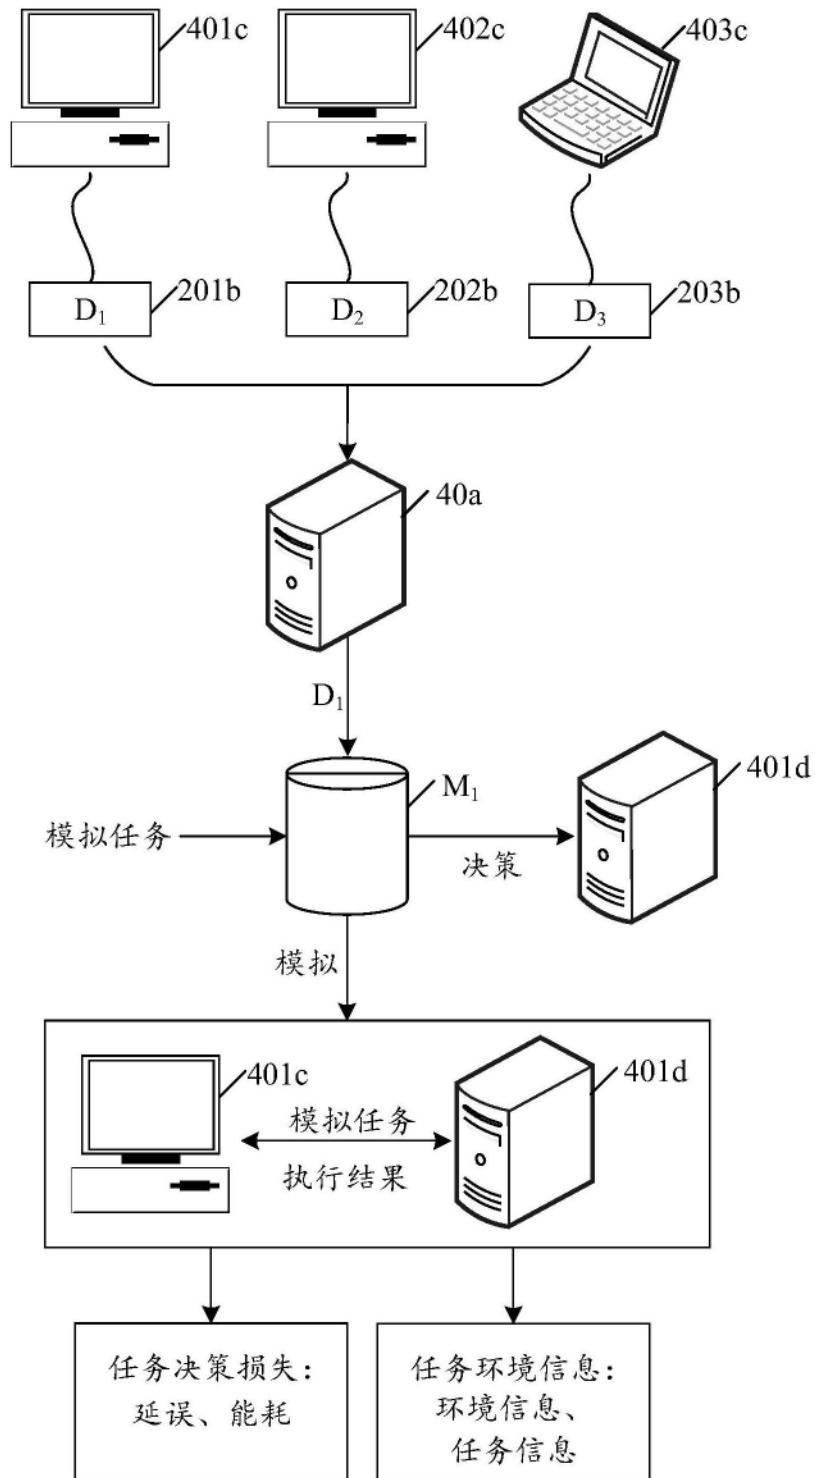 401c
402c
403c
D₁
201b
D₂
202b
D₃
203b
40a
D₁
M₁
401d
模拟任务
决策
模拟
401c
401d
模拟任务
执行结果
任务决策损失：
延误、能耗
任务环境信息：
环境信息、
任务信息